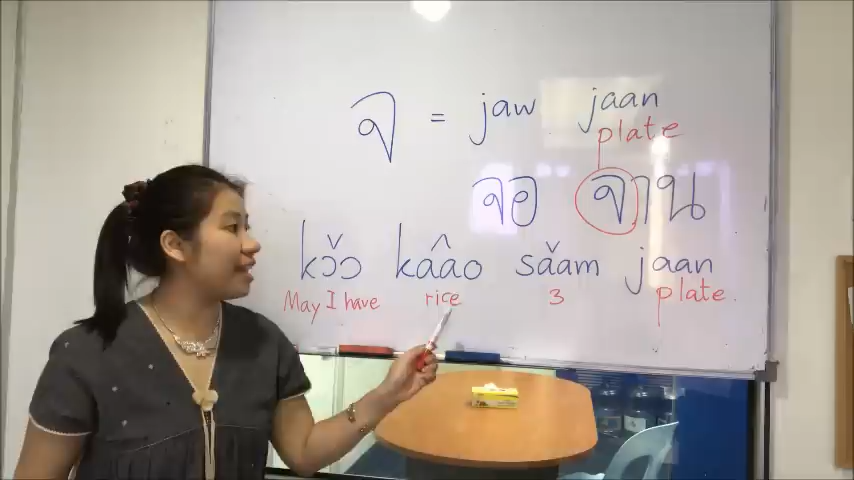 จ = jaw jaan
plate
จอ จาน
kɔ̌ɔ kâao sǎam jaan
May I have rice 3 plate